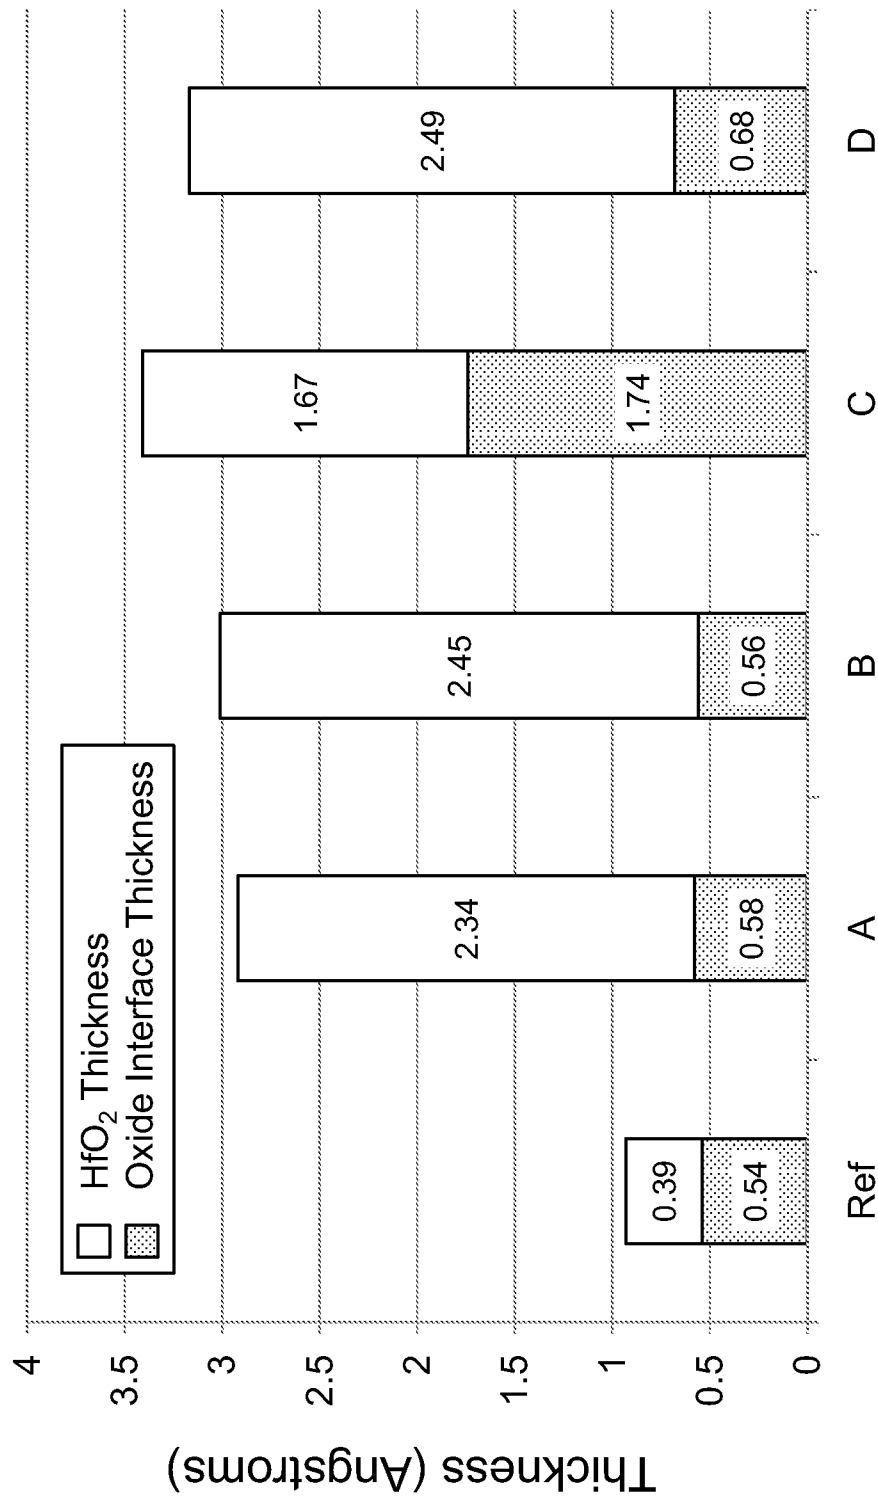 HfO₂ Thickness
Oxide Interface Thickness
Thickness (Angstroms)
4
3.5
3
2.5
2
1.5
1
0.5
0
0.39
0.54
2.34
0.58
2.45
0.56
1.67
1.74
2.49
0.68
Ref
A
B
C
D